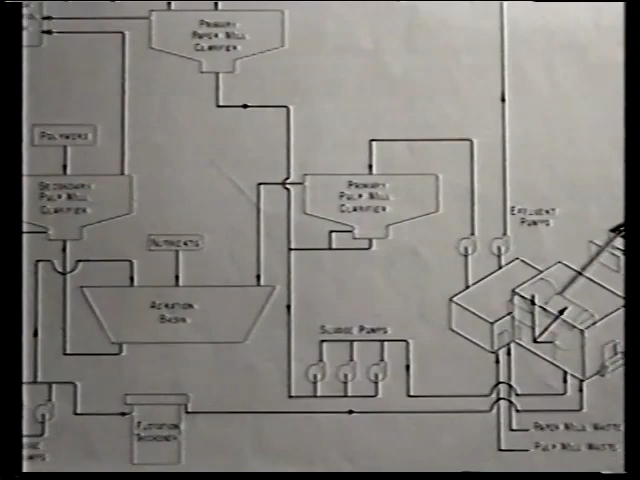 PRIMARY
PAPER MILL
CLARIFIER
POLYMERS
SECONDARY
PULP MILL
CLARIFIER
PRIMARY
PULP MILL
CLARIFIER
EFFLUENT
PUMPS
NUTRIENTS
AERATION
BASIN
SLUDGE PUMPS
FLOTATION
THICKENER
PAPER MILL WASTE
PULP MILL WASTE